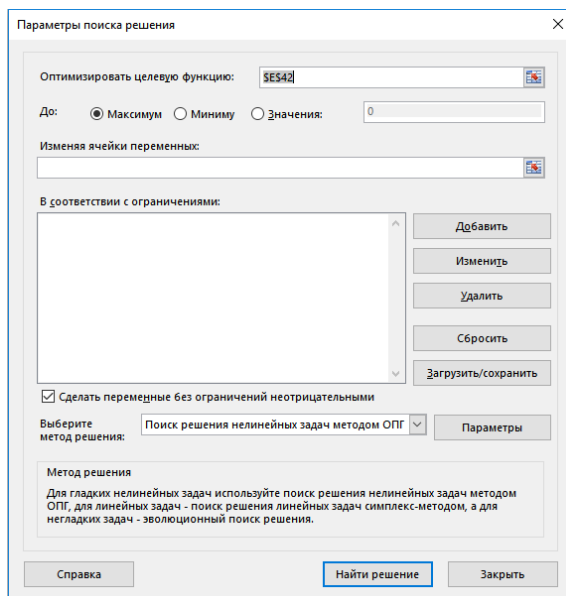 Параметры поиска решения
Оптимизировать целевую функцию: $E$42
До: Максимум Миниму Значения: 0
Изменяя ячейки переменных:
В соответствии с ограничениями:
Добавить
Изменить
Удалить
Сбросить
Загрузить/сохранить
Сделать переменные без ограничений неотрицательными
Выберите
метод решения:
Поиск решения нелинейных задач методом ОПГ
Параметры
Метод решения
Для гладких нелинейных задач используйте поиск решения нелинейных задач методом
ОПГ, для линейных задач - поиск решения линейных задач симплекс-методом, а для
негладких задач - эволюционный поиск решения.
Справка Найти решение Закрыть